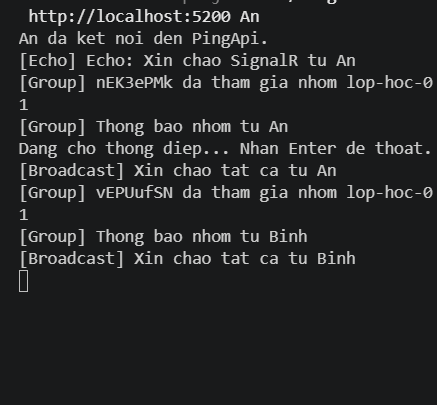 http://localhost:5200 An
An da ket noi den PingApi.
[Echo] Echo: Xin chao SignalR tu An
[Group] nEK3ePMk da tham gia nhom lop-hoc-0
1
[Group] Thong bao nhom tu An
Dang cho thong diep... Nhan Enter de thoat.
[Broadcast] Xin chao tat ca tu An
[Group] vEPUufSN da tham gia nhom lop-hoc-0
1
[Group] Thong bao nhom tu Binh
[Broadcast] Xin chao tat ca tu Binh